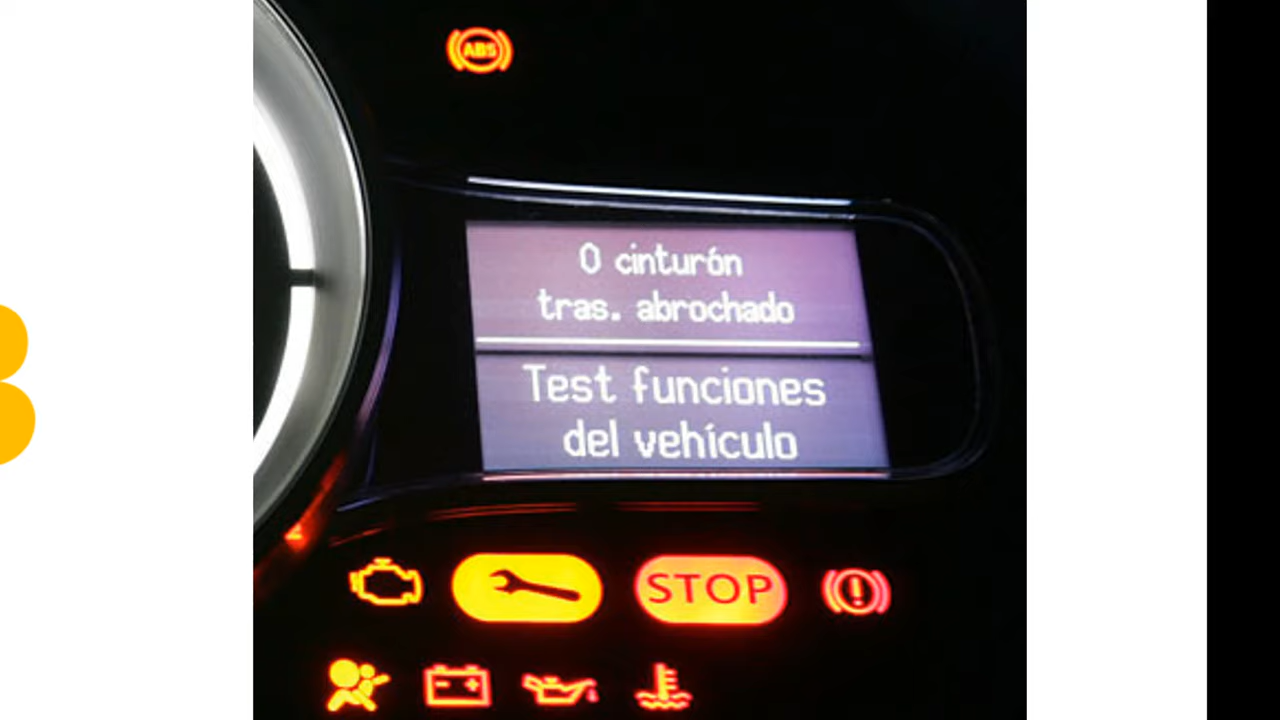 ABS
0 cinturón
tras. abrochado
Test funciones
del vehículo
STOP